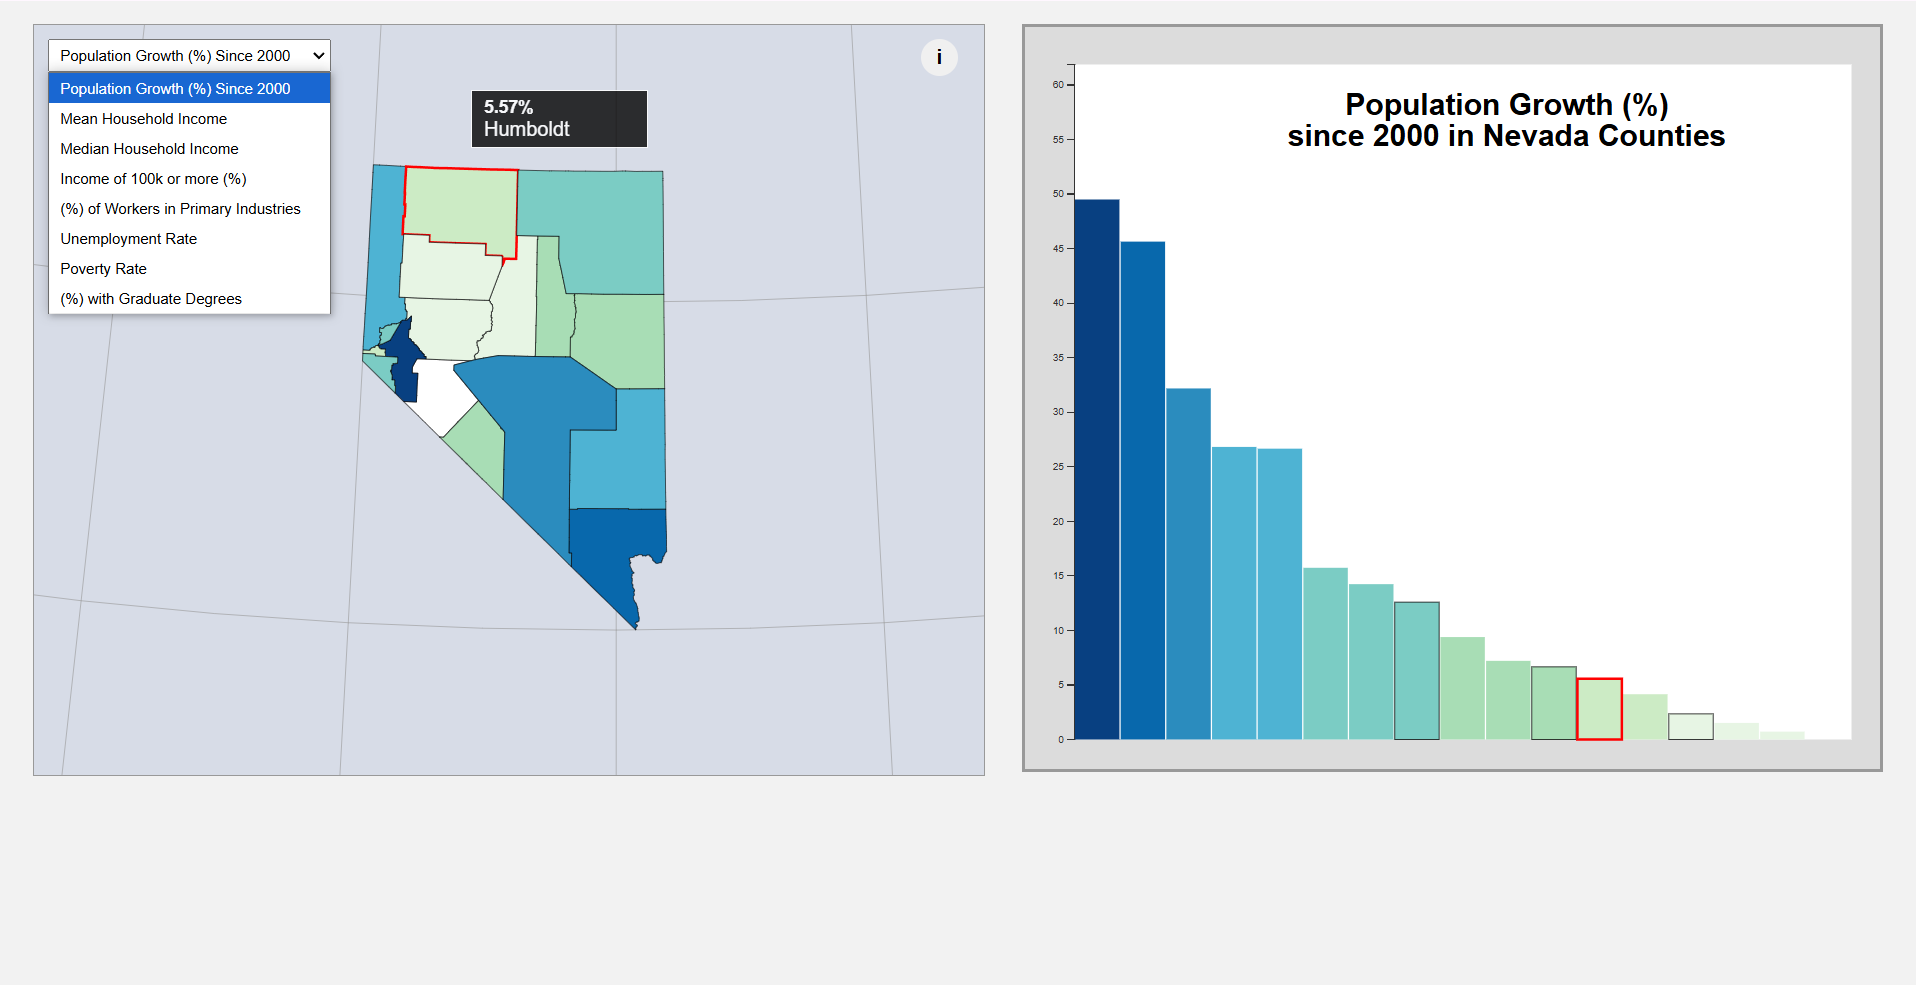 Population Growth (%) Since 2000
Population Growth (%) Since 2000
Mean Household Income
Median Household Income
Income of 100k or more (%)
(%) of Workers in Primary Industries
Unemployment Rate
Poverty Rate
(%) with Graduate Degrees
5.57%
Humboldt
i
Population Growth (%)
since 2000 in Nevada Counties
60
55
50
45
40
35
30
25
20
15
10
5
0